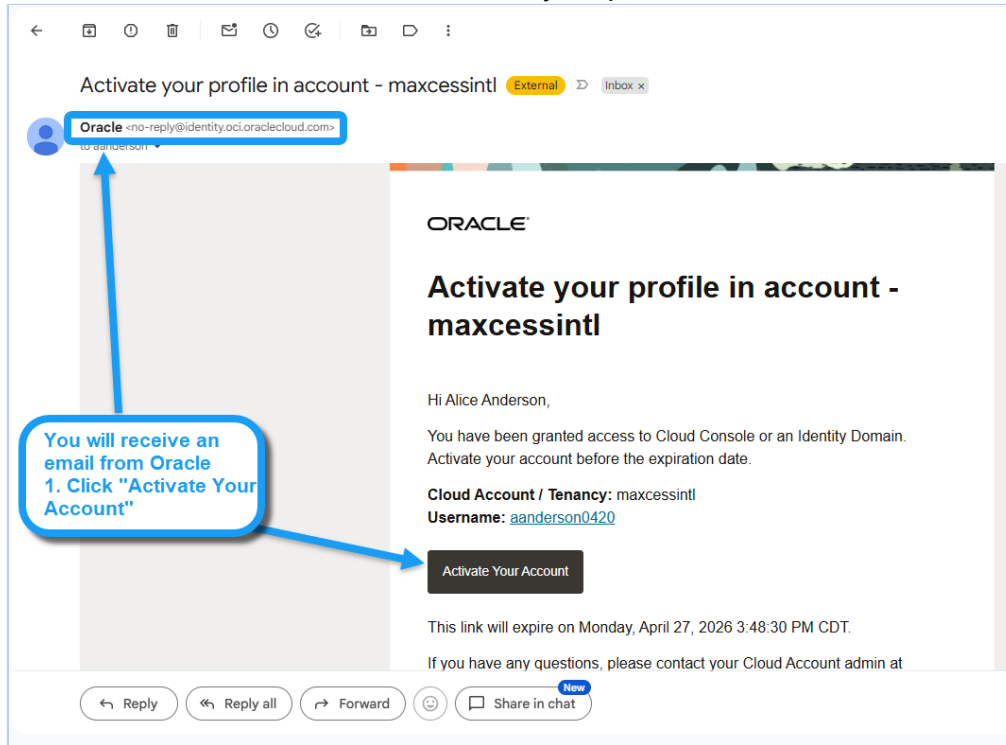 Activate your profile in account - maxcessintl External Inbox x
Oracle <no-reply@identity.oci.oraclecloud.com>
to aanderson
ORACLE
Activate your profile in account -
maxcessintl
Hi Alice Anderson,
You have been granted access to Cloud Console or an Identity Domain.
Activate your account before the expiration date.
Cloud Account / Tenancy: maxcessintl
Username: aanderson0420
You will receive an
email from Oracle
1. Click "Activate Your
Account"
Activate Your Account
This link will expire on Monday, April 27, 2026 3:48:30 PM CDT.
If you have any questions, please contact your Cloud Account admin at
New
Reply Reply all Forward Share in chat